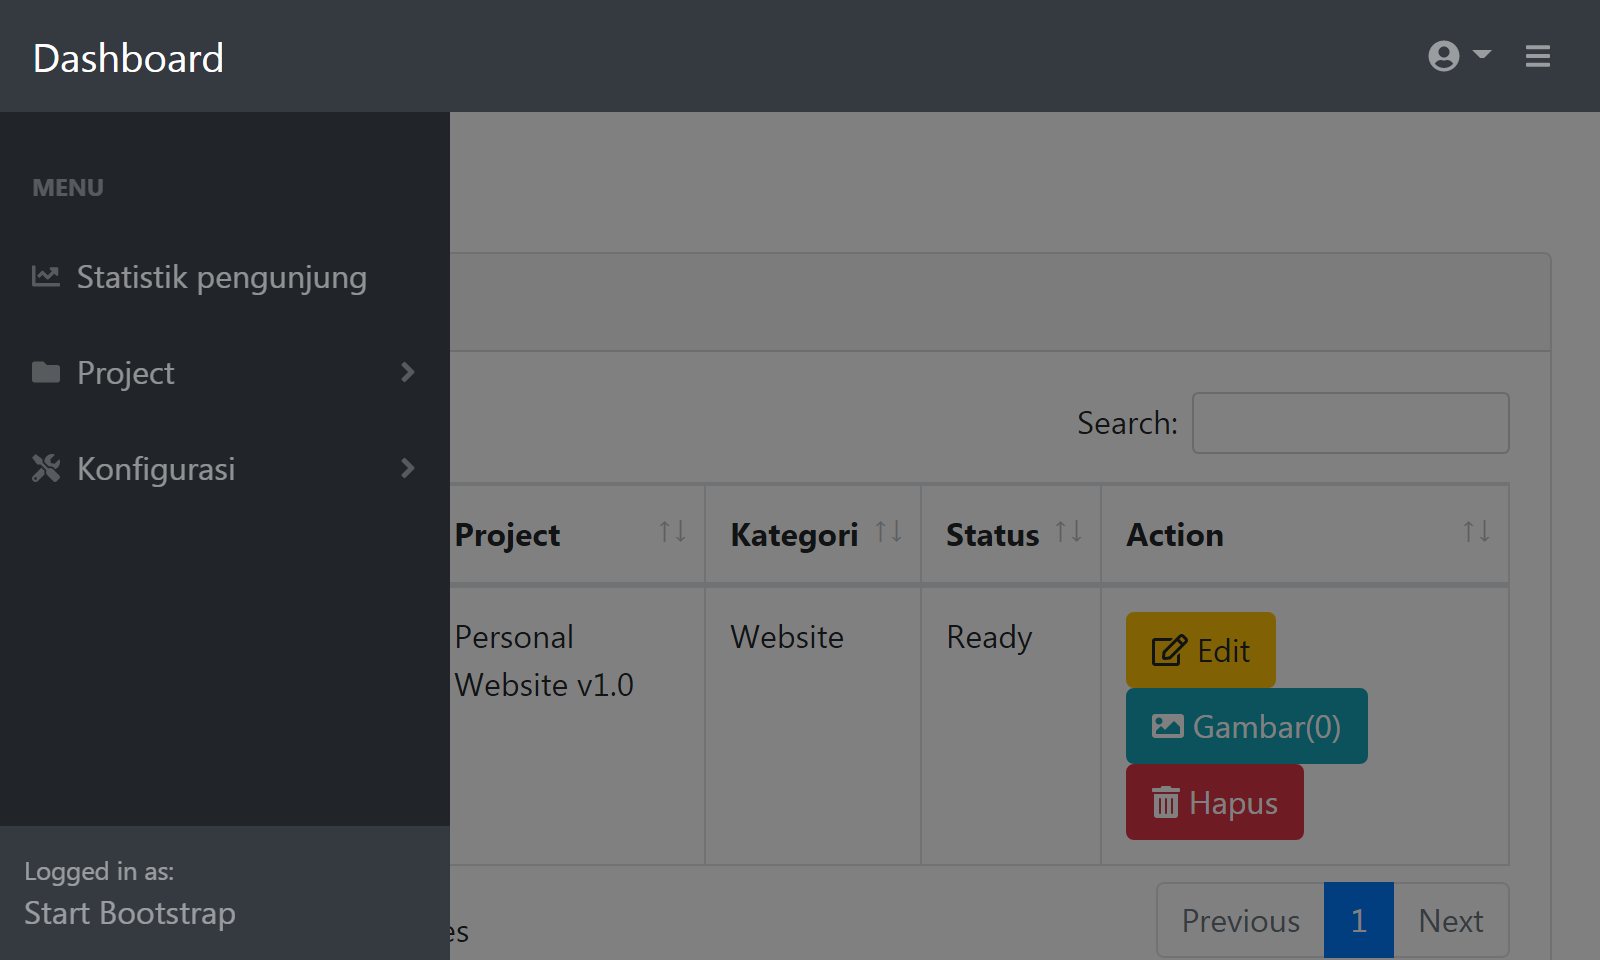 Dashboard
MENU
Statistik pengunjung
Project
Konfigurasi
Logged in as:
Start Bootstrap
Search:
Project Kategori Status Action
Personal Website Ready Edit
Website v1.0
Gambar(0)
Hapus
es
Previous 1 Next